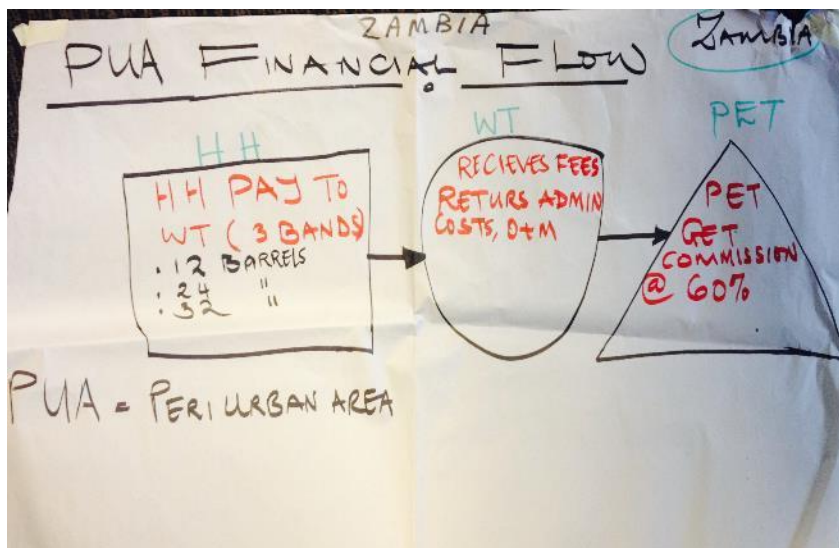 ZAMBIA
ZAMBIA
PUA FINANCIAL FLOW
HH
HH PAY TO
WT (3 BANDS)
. 12 BARRELS
. 24 "
. 32 "
WT
RECIEVES FEES
RETURS ADMIN
COSTS, O+M
PET
PET
GET
COMMISSION
@ 60%
PUA = PERI URBAN AREA